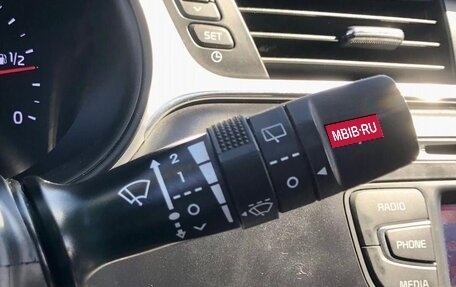 SET
1/2
0
MBIB·RU
2
1
O
O
RADIO
PHONE
MEDIA